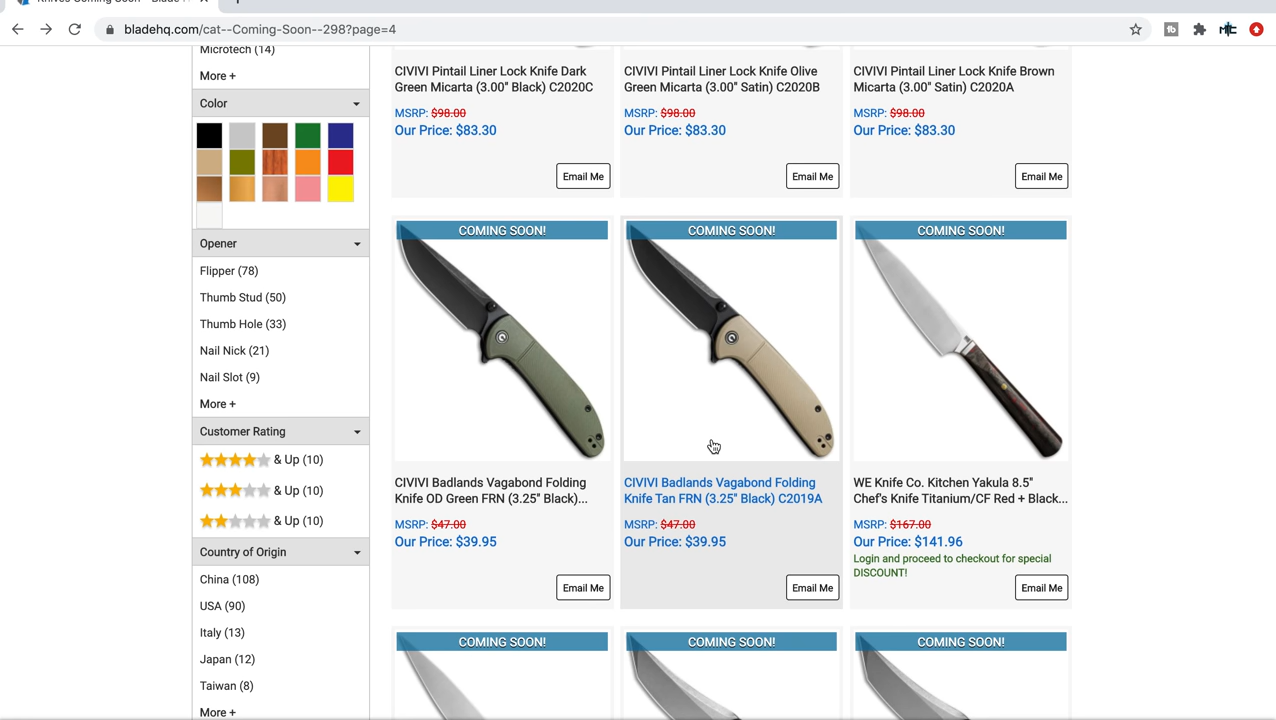 Knives Coming Soon - Blade H
bladehq.com/cat--Coming-Soon--298?page=4
Microtech (14)
More +
Color
Opener
Flipper (78)
Thumb Stud (50)
Thumb Hole (33)
Nail Nick (21)
Nail Slot (9)
More +
Customer Rating
& Up (10)
& Up (10)
& Up (10)
Country of Origin
China (108)
USA (90)
Italy (13)
Japan (12)
Taiwan (8)
More +
CIVIVI Pintail Liner Lock Knife Dark
Green Micarta (3.00" Black) C2020C
MSRP: $98.00
Our Price: $83.30
Email Me
CIVIVI Pintail Liner Lock Knife Olive
Green Micarta (3.00" Satin) C2020B
MSRP: $98.00
Our Price: $83.30
Email Me
CIVIVI Pintail Liner Lock Knife Brown
Micarta (3.00" Satin) C2020A
MSRP: $98.00
Our Price: $83.30
Email Me
COMING SOON!
CIVIVI Badlands Vagabond Folding
Knife OD Green FRN (3.25" Black)...
MSRP: $47.00
Our Price: $39.95
Email Me
COMING SOON!
CIVIVI Badlands Vagabond Folding
Knife Tan FRN (3.25" Black) C2019A
MSRP: $47.00
Our Price: $39.95
Email Me
COMING SOON!
WE Knife Co. Kitchen Yakula 8.5"
Chef's Knife Titanium/CF Red + Black...
MSRP: $167.00
Our Price: $141.96
Login and proceed to checkout for special
DISCOUNT!
Email Me
COMING SOON!
COMING SOON!
COMING SOON!